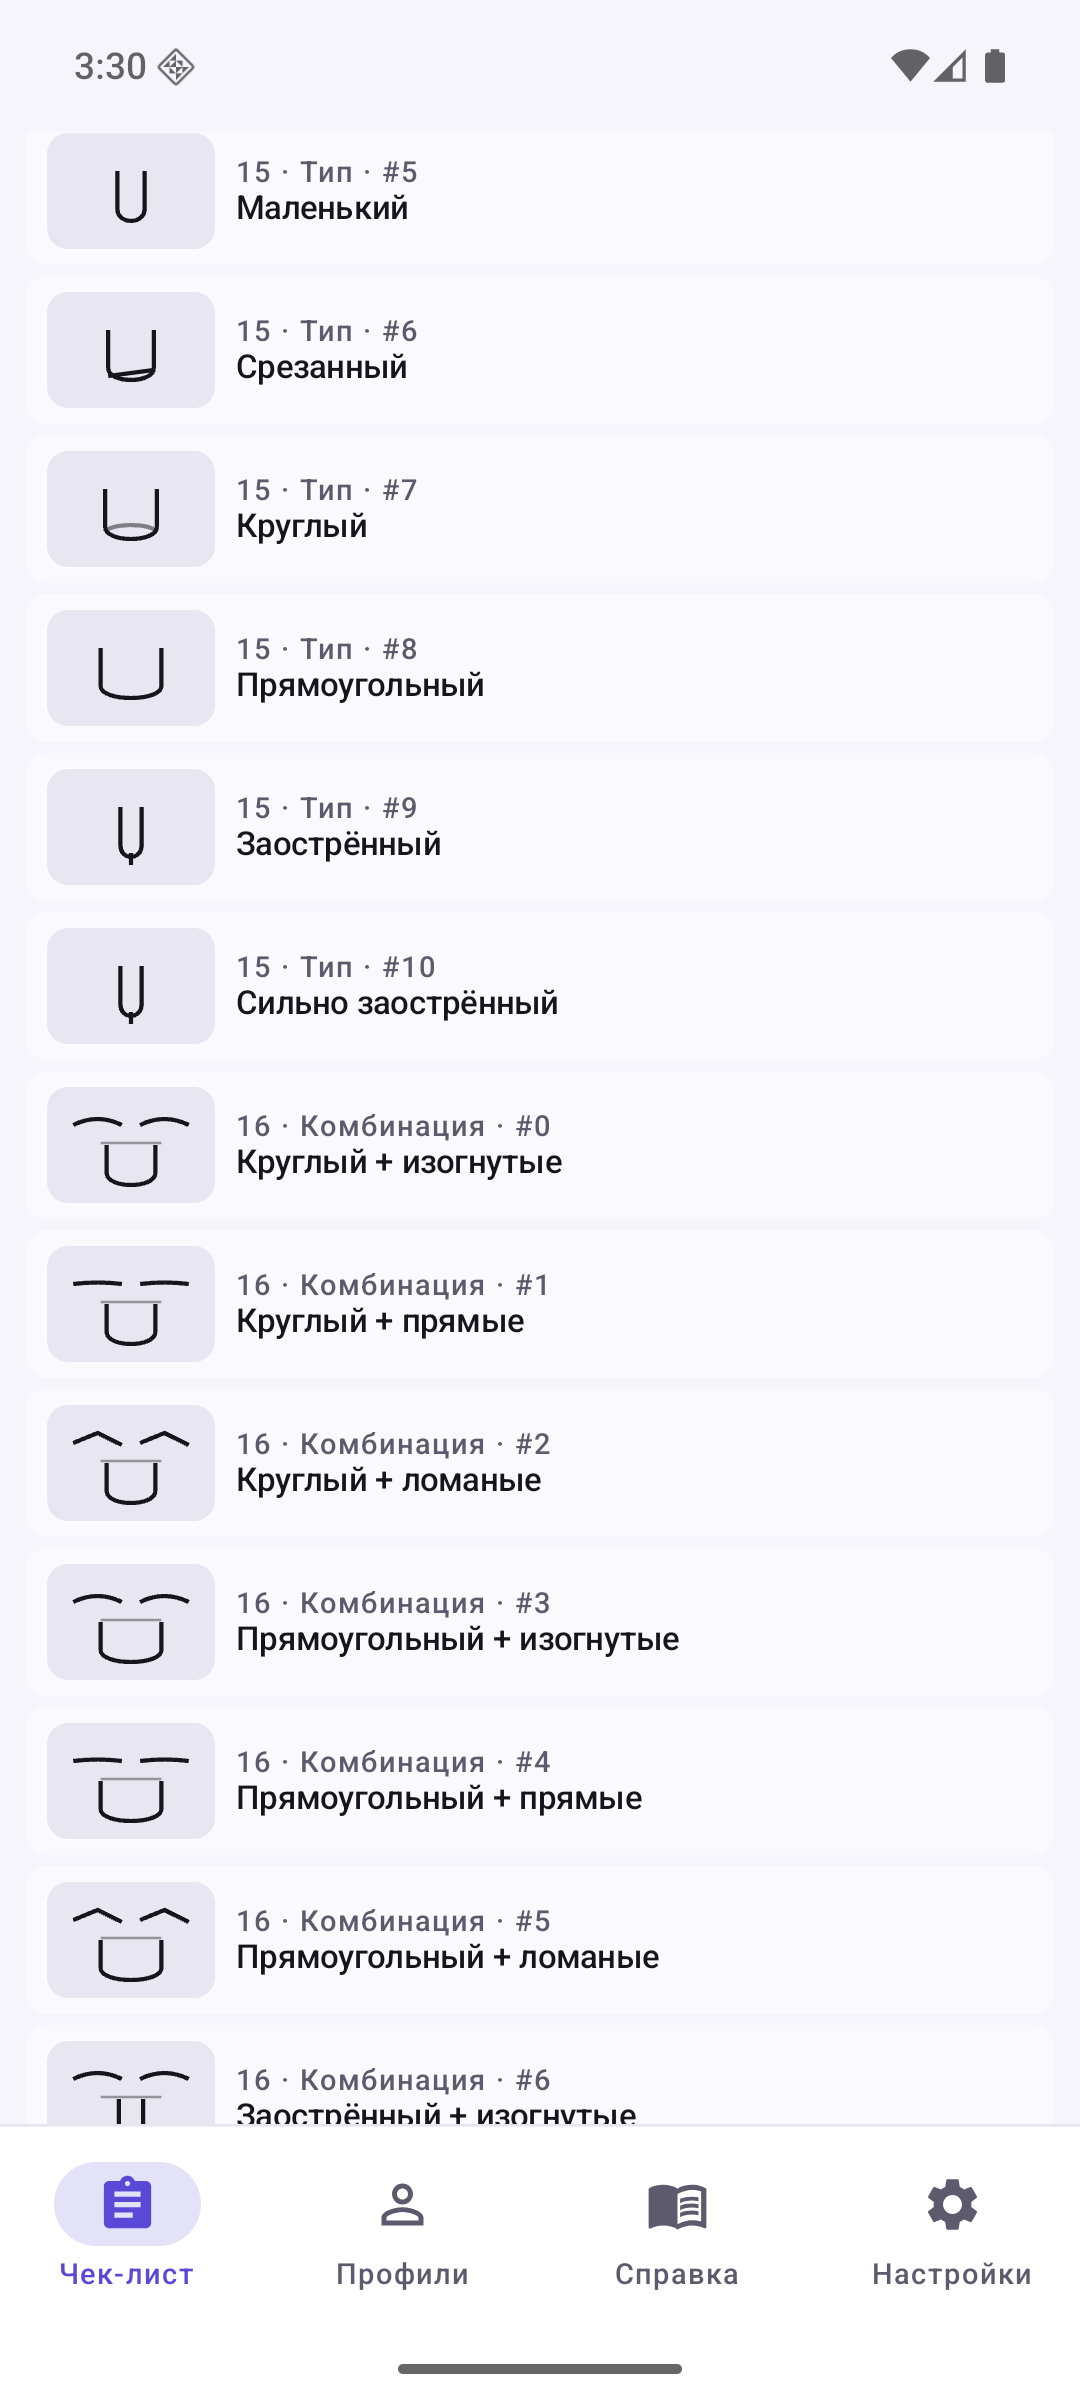 3:30
15 · Тип · #5
Маленький
15 · Тип · #6
Срезанный
15 · Тип · #7
Круглый
15 · Тип · #8
Прямоугольный
15 · Тип · #9
Заострённый
15 · Тип · #10
Сильно заострённый
16 · Комбинация · #0
Круглый + изогнутые
16 · Комбинация · #1
Круглый + прямые
16 · Комбинация · #2
Круглый + ломаные
16 · Комбинация · #3
Прямоугольный + изогнутые
16 · Комбинация · #4
Прямоугольный + прямые
16 · Комбинация · #5
Прямоугольный + ломаные
16 · Комбинация · #6
Заострённый + изогнутые
Чек-лист
Профили
Справка
Настройки